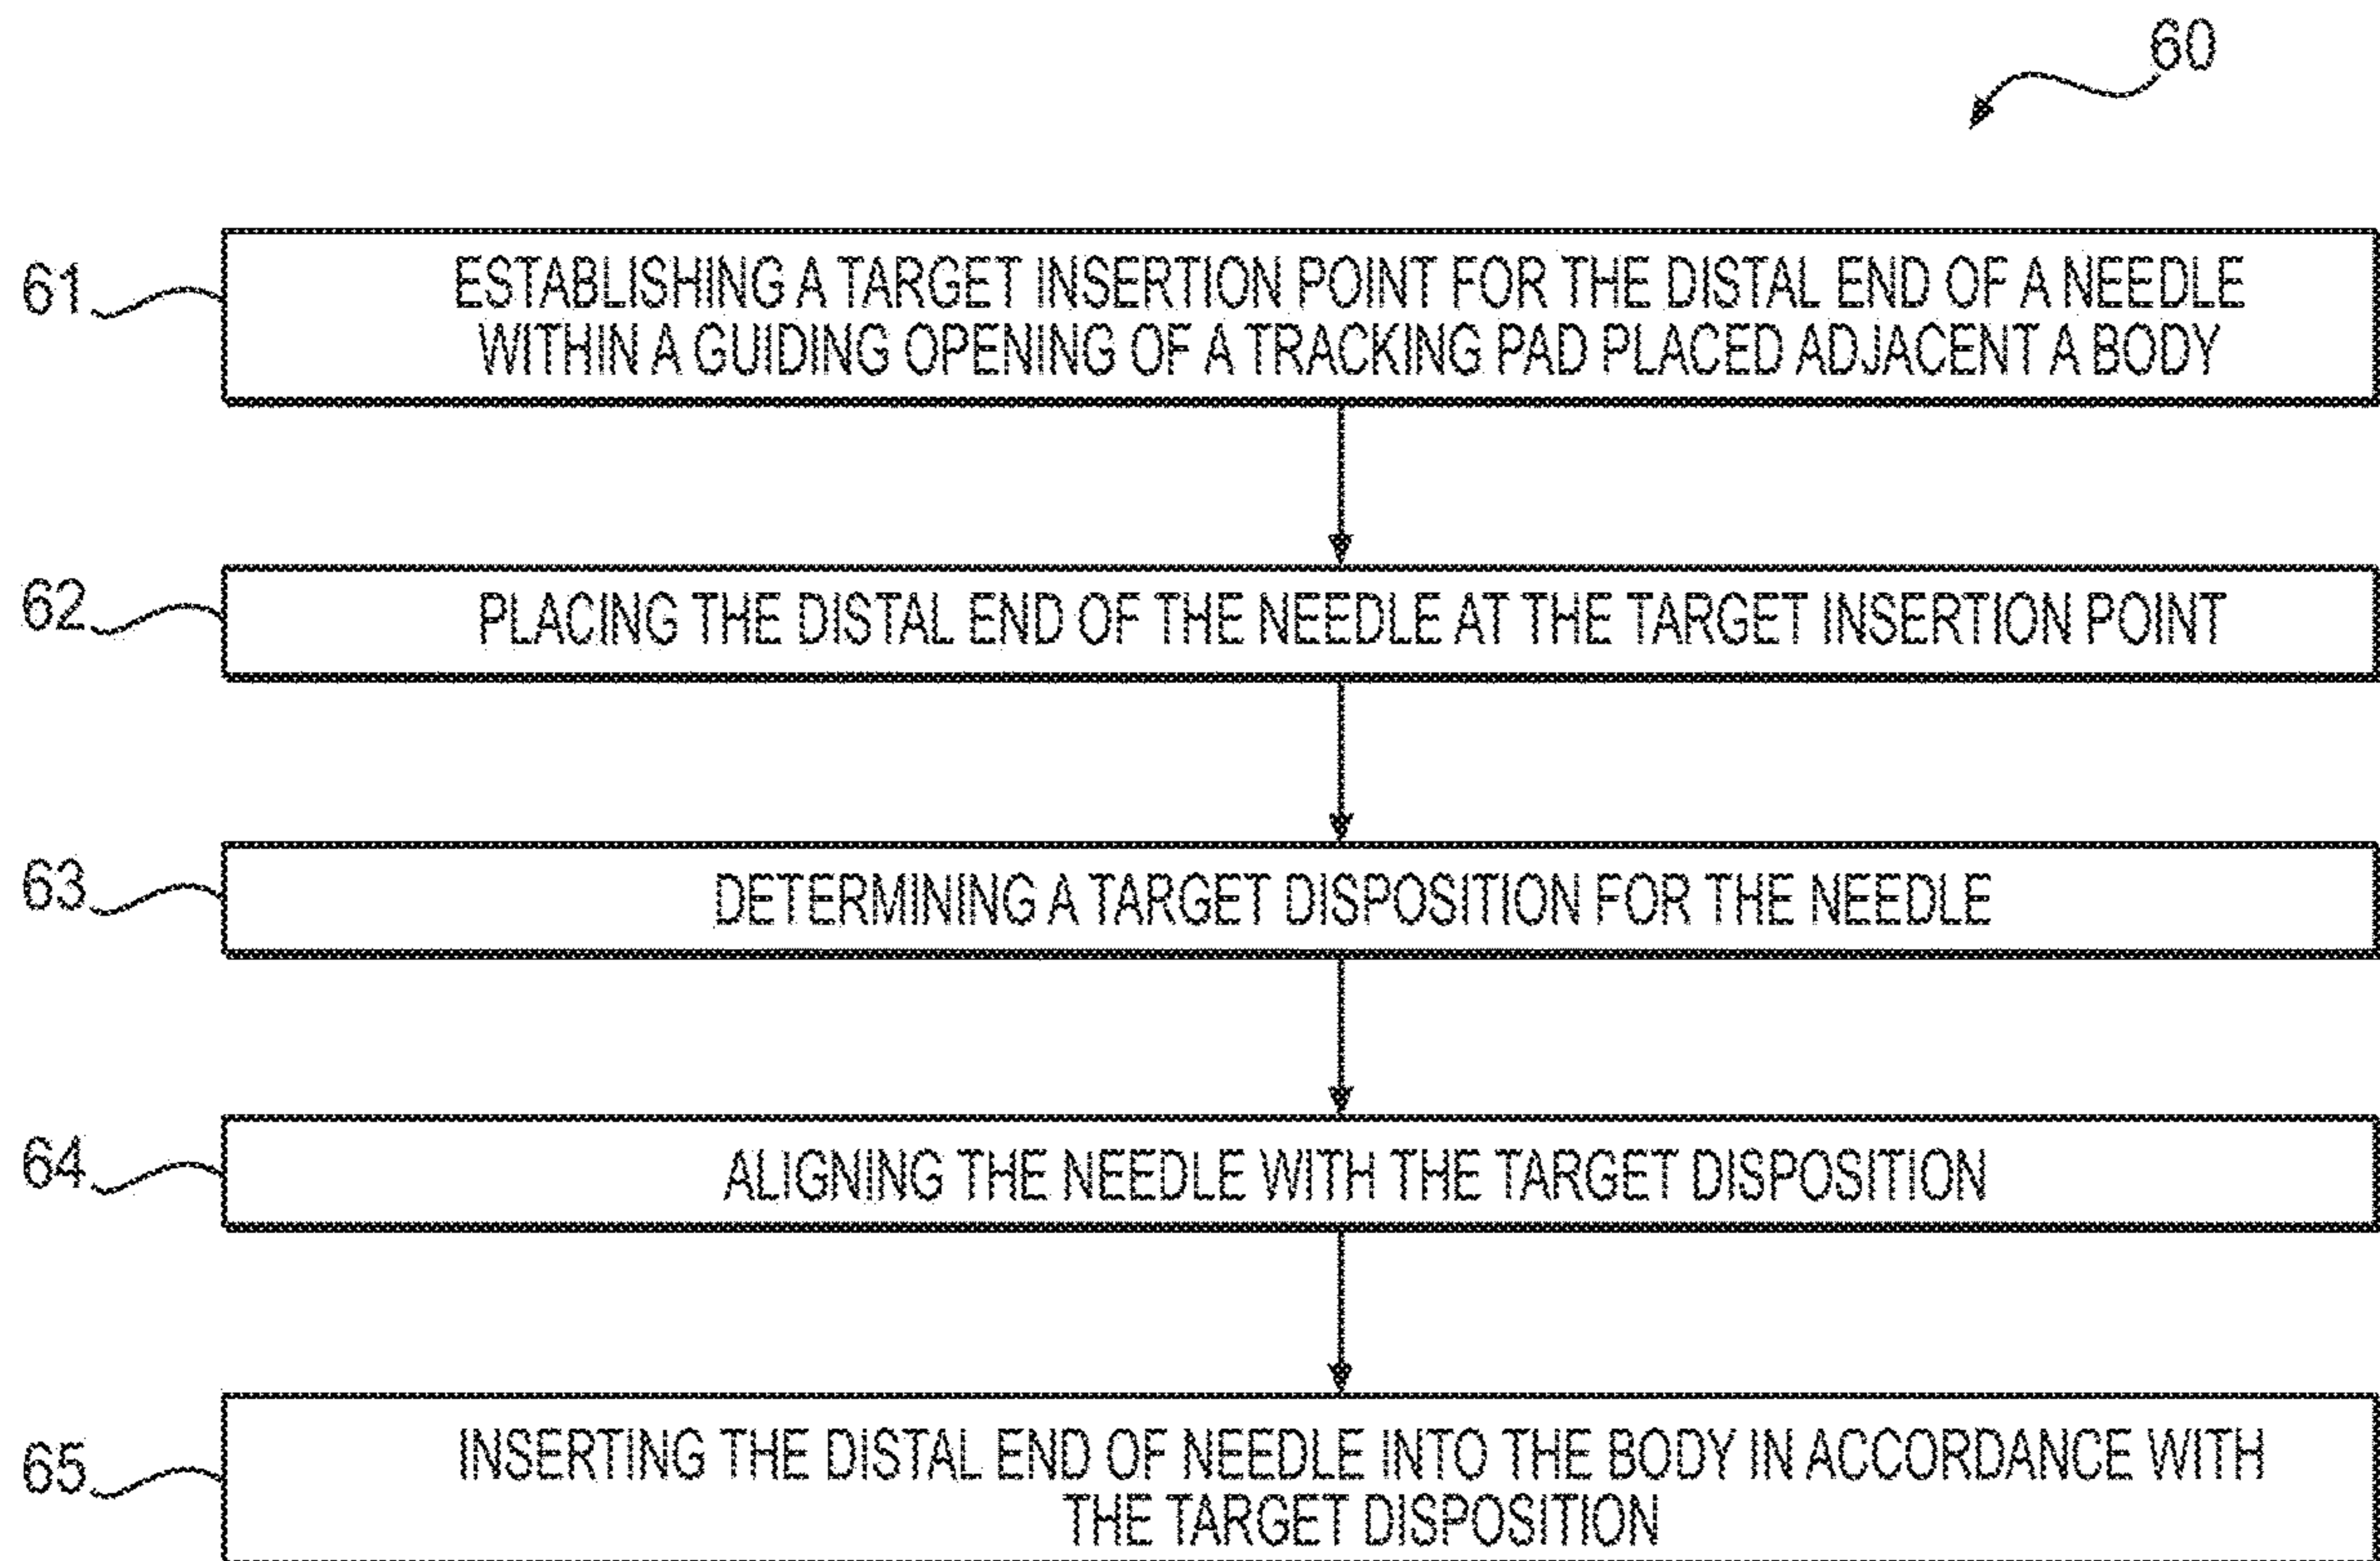 60
61
ESTABLISHING A TARGET INSERTION POINT FOR THE DISTAL END OF A NEEDLE
WITHIN A GUIDING OPENING OF A TRACKING PAD PLACED ADJACENT A BODY
62
PLACING THE DISTAL END OF THE NEEDLE AT THE TARGET INSERTION POINT
63
DETERMINING A TARGET DISPOSITION FOR THE NEEDLE
64
ALIGNING THE NEEDLE WITH THE TARGET DISPOSITION
65
INSERTING THE DISTAL END OF NEEDLE INTO THE BODY IN ACCORDANCE WITH
THE TARGET DISPOSITION